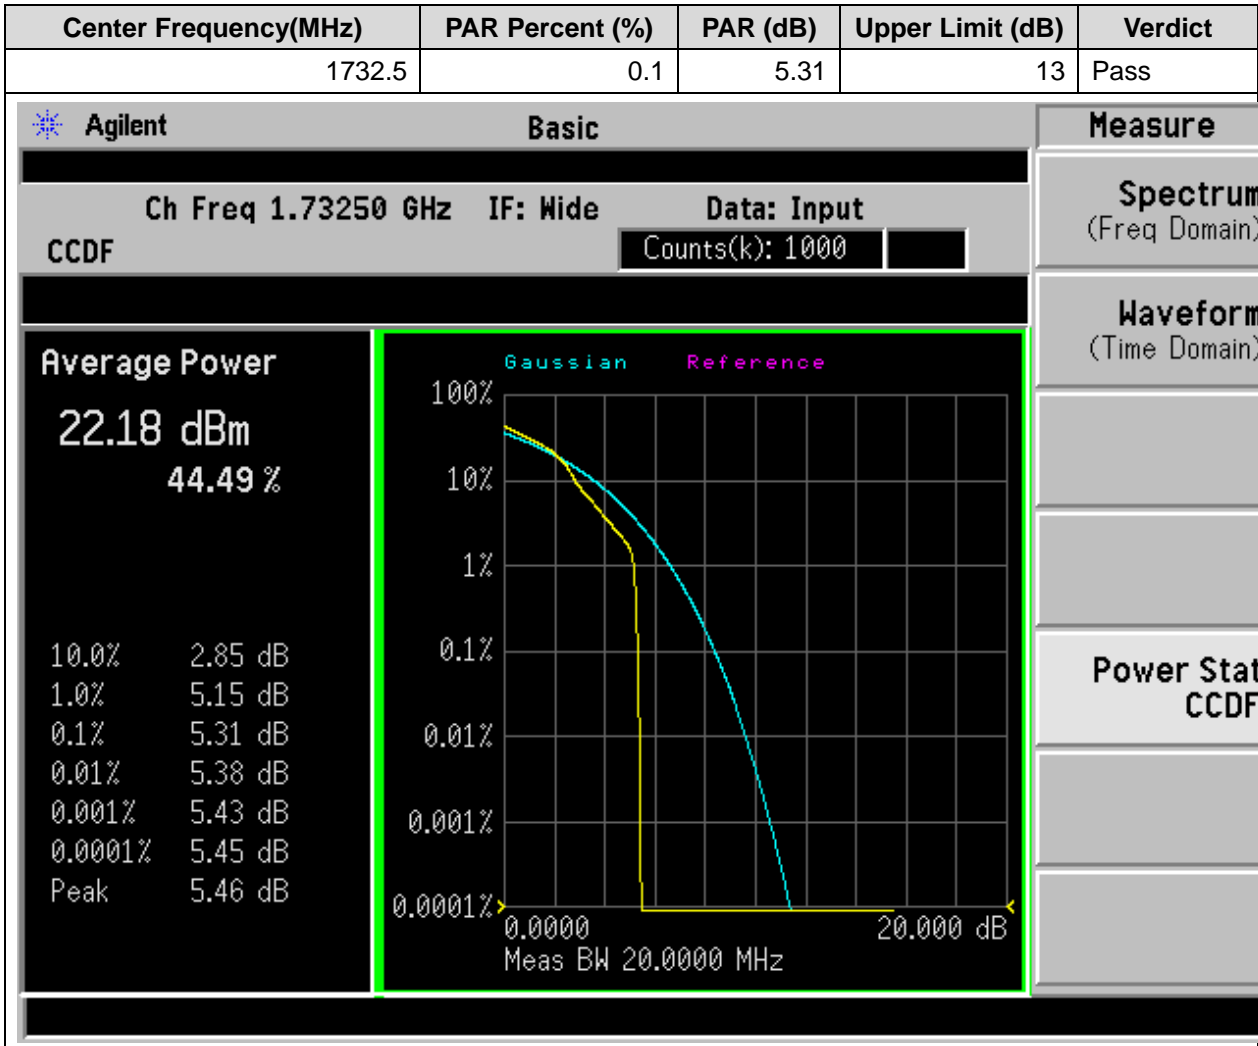 Center Frequency(MHz) PAR Percent (%) PAR (dB) Upper Limit (dB) Verdict
1732.5 0.1 5.31 13 Pass
Agilent Basic Measure
Ch Freq 1.73250 GHz IF: Wide Data: Input
CCDF Counts(k): 1000
Spectrum
(Freq Domain)
Waveform
(Time Domain)
Power Stat
CCDF
Average Power
22.18 dBm
44.49 %
10.0% 2.85 dB
1.0% 5.15 dB
0.1% 5.31 dB
0.01% 5.38 dB
0.001% 5.43 dB
0.0001% 5.45 dB
Peak 5.46 dB
Gaussian Reference
100%
10%
1%
0.1%
0.01%
0.001%
0.0001%
0.0000 20.000 dB
Meas BW 20.0000 MHz